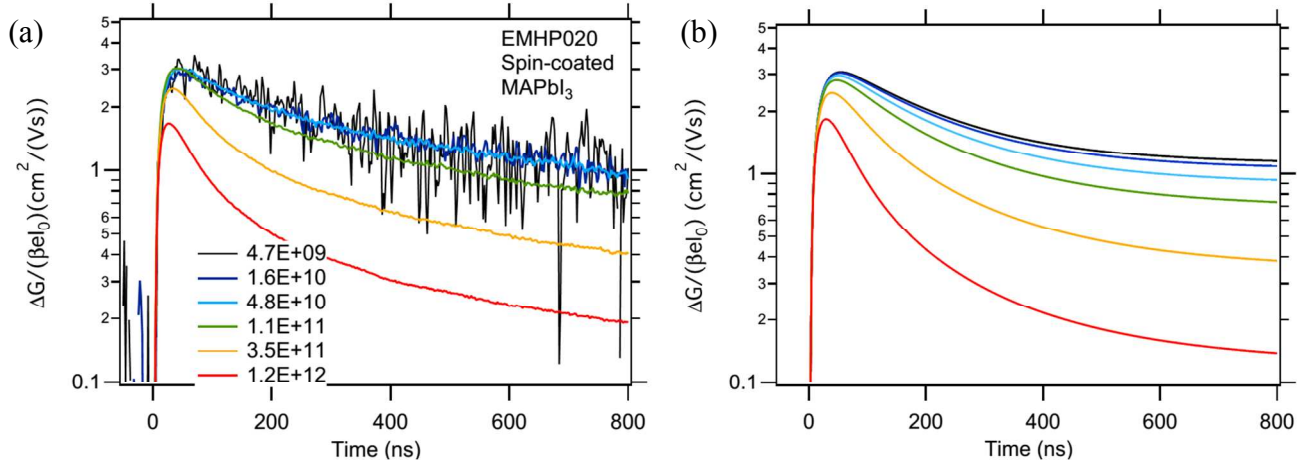 (a)
5
4
3
2
1
8
6
5
4
3
2
0.1
ΔG/(βeI₀)(cm²/(Vs))
EMHP020
Spin-coated
MAPbI₃
4.7E+09
1.6E+10
4.8E+10
1.1E+11
3.5E+11
1.2E+12
0
200
400
600
800
Time (ns)
(b)
5
4
3
2
1
8
6
5
4
3
2
0.1
ΔG/(βeI₀) (cm²/(Vs))
0
200
400
600
800
Time (ns)